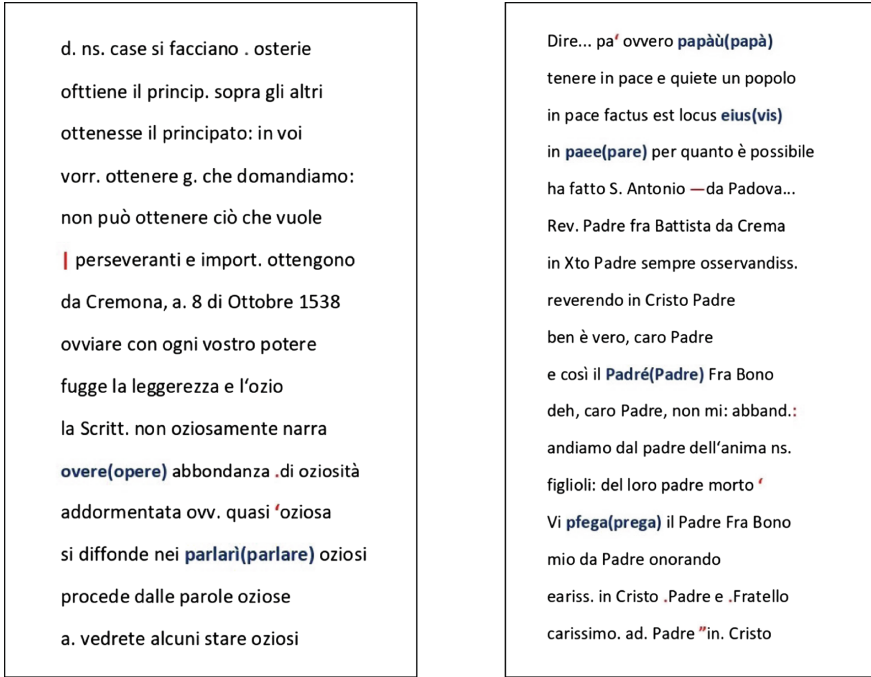 d. ns. case si facciano . osterie
ofttiene il princip. sopra gli altri
ottenesse il principato: in voi
vorr. ottenere g. che domandiamo:
non può ottenere ciò che vuole
| perseveranti e import. ottengono
da Cremona, a. 8 di Ottobre 1538
ovviare con ogni vostro potere
fugge la leggerezza e l‘ozio
la Scritt. non oziosamente narra
overe(opere) abbondanza .di oziosità
addormentata ovv. quasi ‘oziosa
si diffonde nei parlarì(parlare) oziosi
procede dalle parole oziose
a. vedrete alcuni stare oziosi
Dire... pa‘ ovvero papàù(papà)
tenere in pace e quiete un popolo
in pace factus est locus eius(vis)
in paee(pare) per quanto è possibile
ha fatto S. Antonio —da Padova...
Rev. Padre fra Battista da Crema
in Xto Padre sempre osservandiss.
reverendo in Cristo Padre
ben è vero, caro Padre
e così il Padré(Padre) Fra Bono
deh, caro Padre, non mi: abband.:
andiamo dal padre dell‘anima ns.
figlioli: del loro padre morto ‘
Vi pfega(prega) il Padre Fra Bono
mio da Padre onorando
eariss. in Cristo .Padre e .Fratello
carissimo. ad. Padre ”in. Cristo